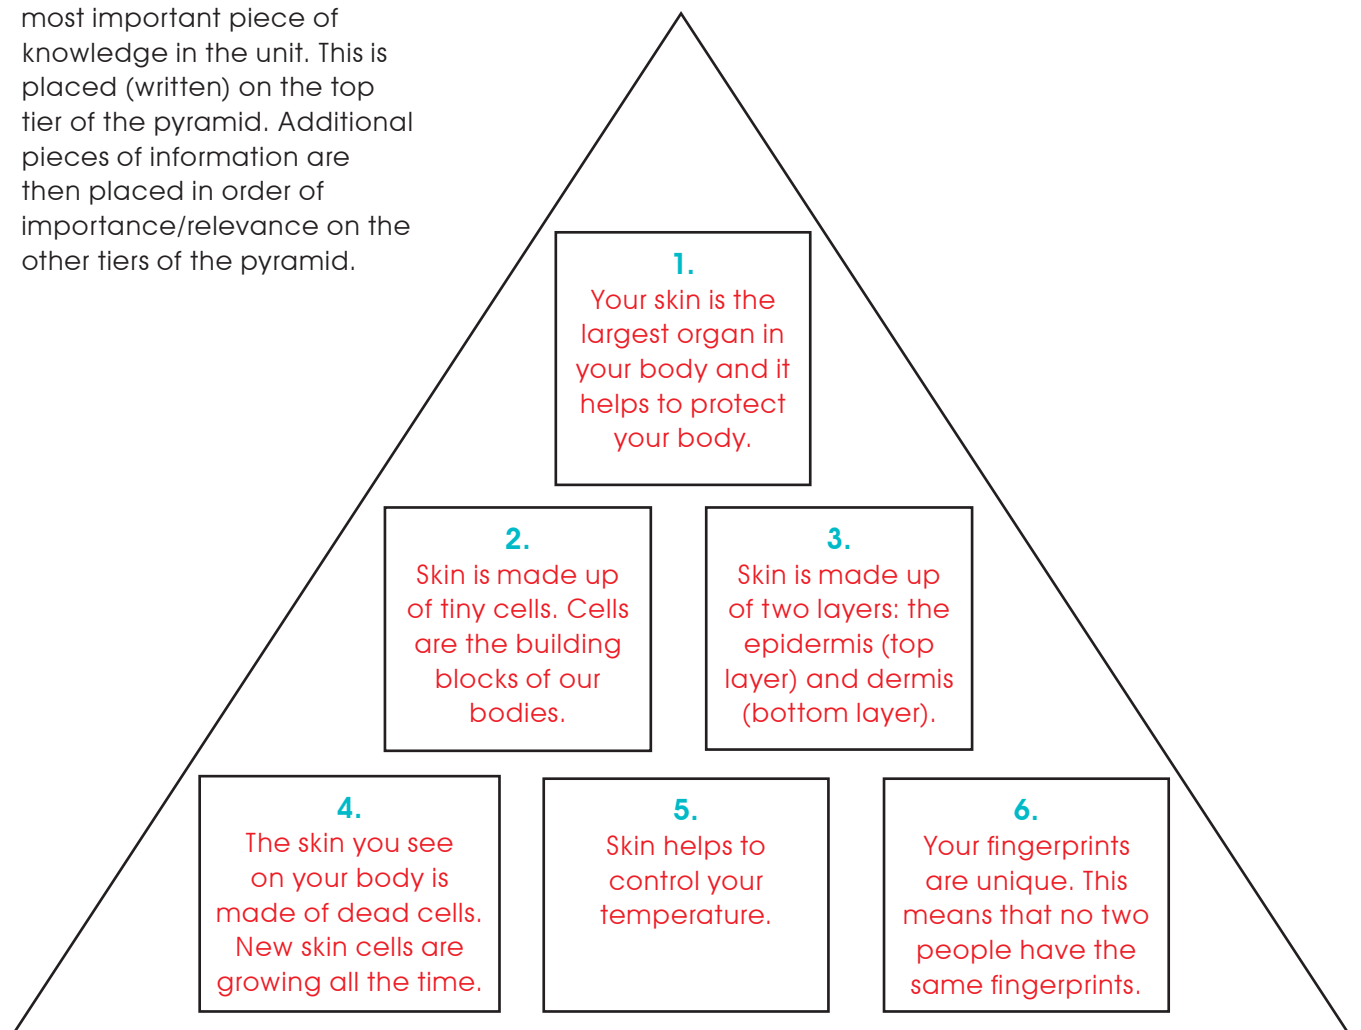 most important piece of
knowledge in the unit. This is
placed (written) on the top
tier of the pyramid. Additional
pieces of information are
then placed in order of
importance/relevance on the
other tiers of the pyramid.
1.
Your skin is the
largest organ in
your body and it
helps to protect
your body.
2.
Skin is made up
of tiny cells. Cells
are the building
blocks of our
bodies.
3.
Skin is made up
of two layers: the
epidermis (top
layer) and dermis
(bottom layer).
4.
The skin you see
on your body is
made of dead cells.
New skin cells are
growing all the time.
5.
Skin helps to
control your
temperature.
6.
Your fingerprints
are unique. This
means that no two
people have the
same fingerprints.